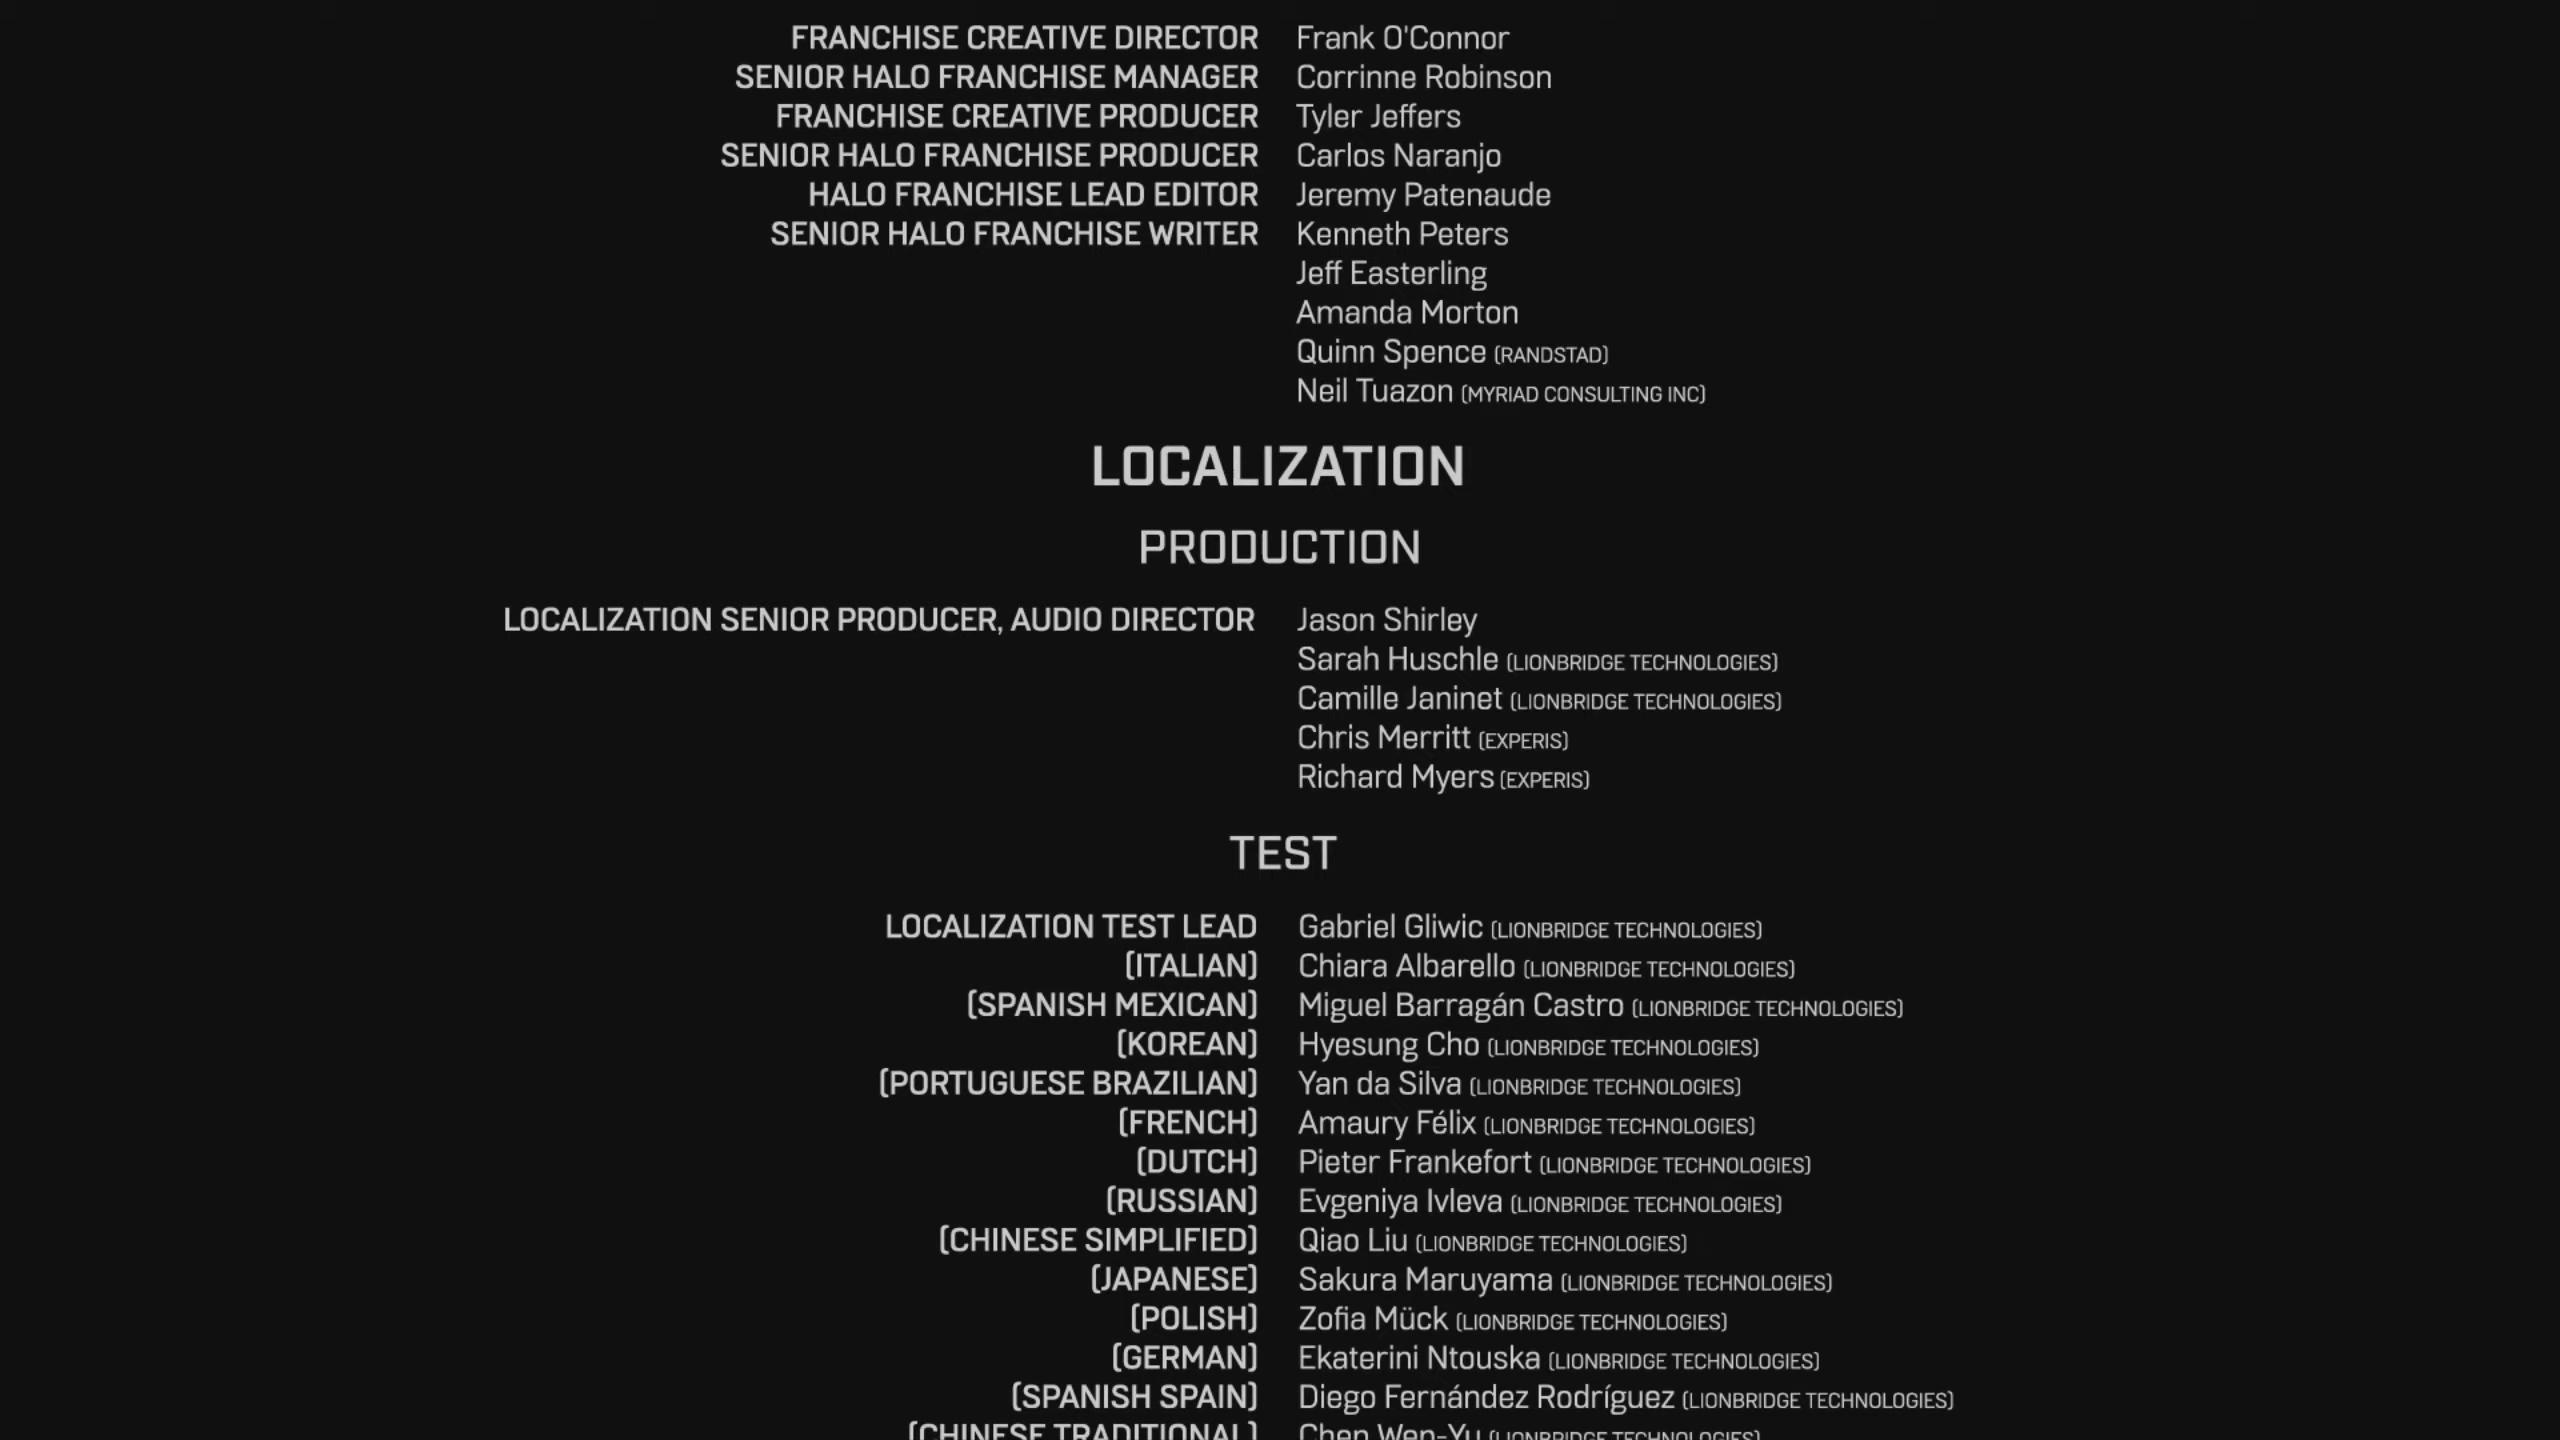 FRANCHISE CREATIVE DIRECTOR Frank O'Connor
SENIOR HALO FRANCHISE MANAGER Corrinne Robinson
FRANCHISE CREATIVE PRODUCER Tyler Jeffers
SENIOR HALO FRANCHISE PRODUCER Carlos Naranjo
HALO FRANCHISE LEAD EDITOR Jeremy Patenaude
SENIOR HALO FRANCHISE WRITER Kenneth Peters
Jeff Easterling
Amanda Morton
Quinn Spence (RANDSTAD)
Neil Tuazon (MYRIAD CONSULTING INC)
LOCALIZATION
PRODUCTION
LOCALIZATION SENIOR PRODUCER, AUDIO DIRECTOR Jason Shirley
Sarah Huschle (LIONBRIDGE TECHNOLOGIES)
Camille Janinet (LIONBRIDGE TECHNOLOGIES)
Chris Merritt (EXPERIS)
Richard Myers (EXPERIS)
TEST
LOCALIZATION TEST LEAD Gabriel Gliwic (LIONBRIDGE TECHNOLOGIES)
(ITALIAN) Chiara Albarello (LIONBRIDGE TECHNOLOGIES)
(SPANISH MEXICAN) Miguel Barragán Castro (LIONBRIDGE TECHNOLOGIES)
(KOREAN) Hyesung Cho (LIONBRIDGE TECHNOLOGIES)
(PORTUGUESE BRAZILIAN) Yan da Silva (LIONBRIDGE TECHNOLOGIES)
(FRENCH) Amaury Félix (LIONBRIDGE TECHNOLOGIES)
(DUTCH) Pieter Frankefort (LIONBRIDGE TECHNOLOGIES)
(RUSSIAN) Evgeniya Ivleva (LIONBRIDGE TECHNOLOGIES)
(CHINESE SIMPLIFIED) Qiao Liu (LIONBRIDGE TECHNOLOGIES)
(JAPANESE) Sakura Maruyama (LIONBRIDGE TECHNOLOGIES)
(POLISH) Zofia Mück (LIONBRIDGE TECHNOLOGIES)
(GERMAN) Ekaterini Ntouska (LIONBRIDGE TECHNOLOGIES)
(SPANISH SPAIN) Diego Fernández Rodríguez (LIONBRIDGE TECHNOLOGIES)
(CHINESE TRADITIONAL) Chen Wen-Yu (LIONBRIDGE TECHNOLOGIES)